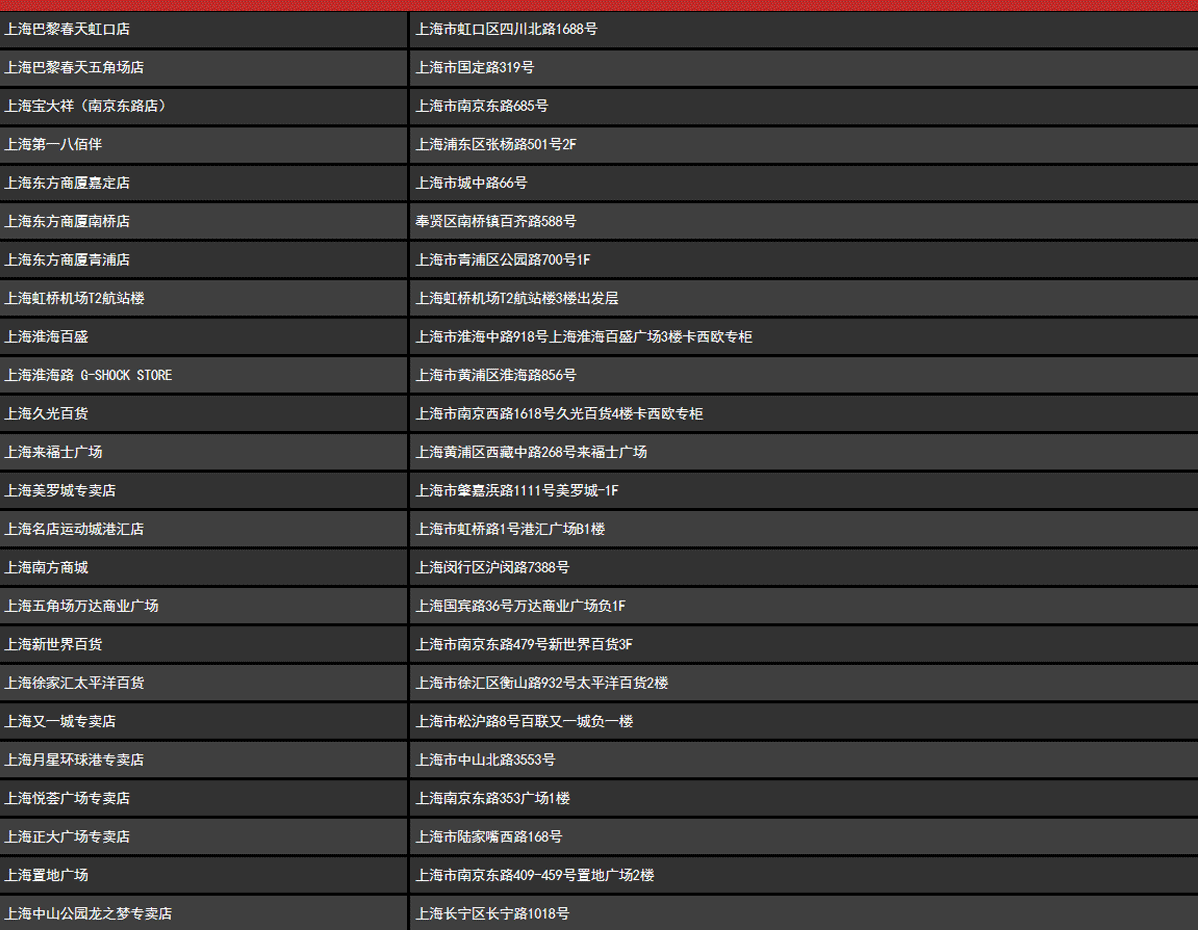 上海巴黎春天虹口店 上海市虹口区四川北路1688号
上海巴黎春天五角场店 上海市国定路319号
上海宝大祥（南京东路店） 上海市南京东路685号
上海第一八佰伴 上海浦东区张杨路501号2F
上海东方商厦嘉定店 上海市城中路66号
上海东方商厦南桥店 奉贤区南桥镇百齐路588号
上海东方商厦青浦店 上海市青浦区公园路700号1F
上海虹桥机场T2航站楼 上海虹桥机场T2航站楼3楼出发层
上海淮海百盛 上海市淮海中路918号上海淮海百盛广场3楼卡西欧专柜
上海淮海路 G-SHOCK STORE 上海市黄浦区淮海路856号
上海久光百货 上海市南京西路1618号久光百货4楼卡西欧专柜
上海来福士广场 上海黄浦区西藏中路268号来福士广场
上海美罗城专卖店 上海市肇嘉浜路1111号美罗城-1F
上海名店运动城港汇店 上海市虹桥路1号港汇广场B1楼
上海南方商城 上海闵行区沪闵路7388号
上海五角场万达商业广场 上海国宾路36号万达商业广场负1F
上海新世界百货 上海市南京东路479号新世界百货3F
上海徐家汇太平洋百货 上海市徐汇区衡山路932号太平洋百货2楼
上海又一城专卖店 上海市松沪路8号百联又一城负一楼
上海月星环球港专卖店 上海市中山北路3553号
上海悦荟广场专卖店 上海南京东路353广场1楼
上海正大广场专卖店 上海市陆家嘴西路168号
上海置地广场 上海市南京东路409-459号置地广场2楼
上海中山公园龙之梦专卖店 上海长宁区长宁路1018号